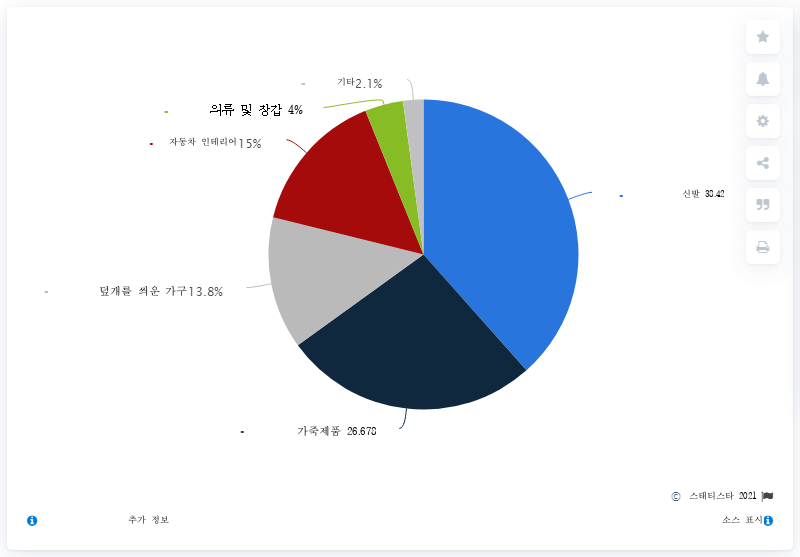 기타2.1%
의류 및 장갑 4%
자동차 인테리어15%
신발 38.42
덮개를 씌운 가구13.8%
가죽제품 26.678
© 스태티스타 2021
추가 정보
소스 표시